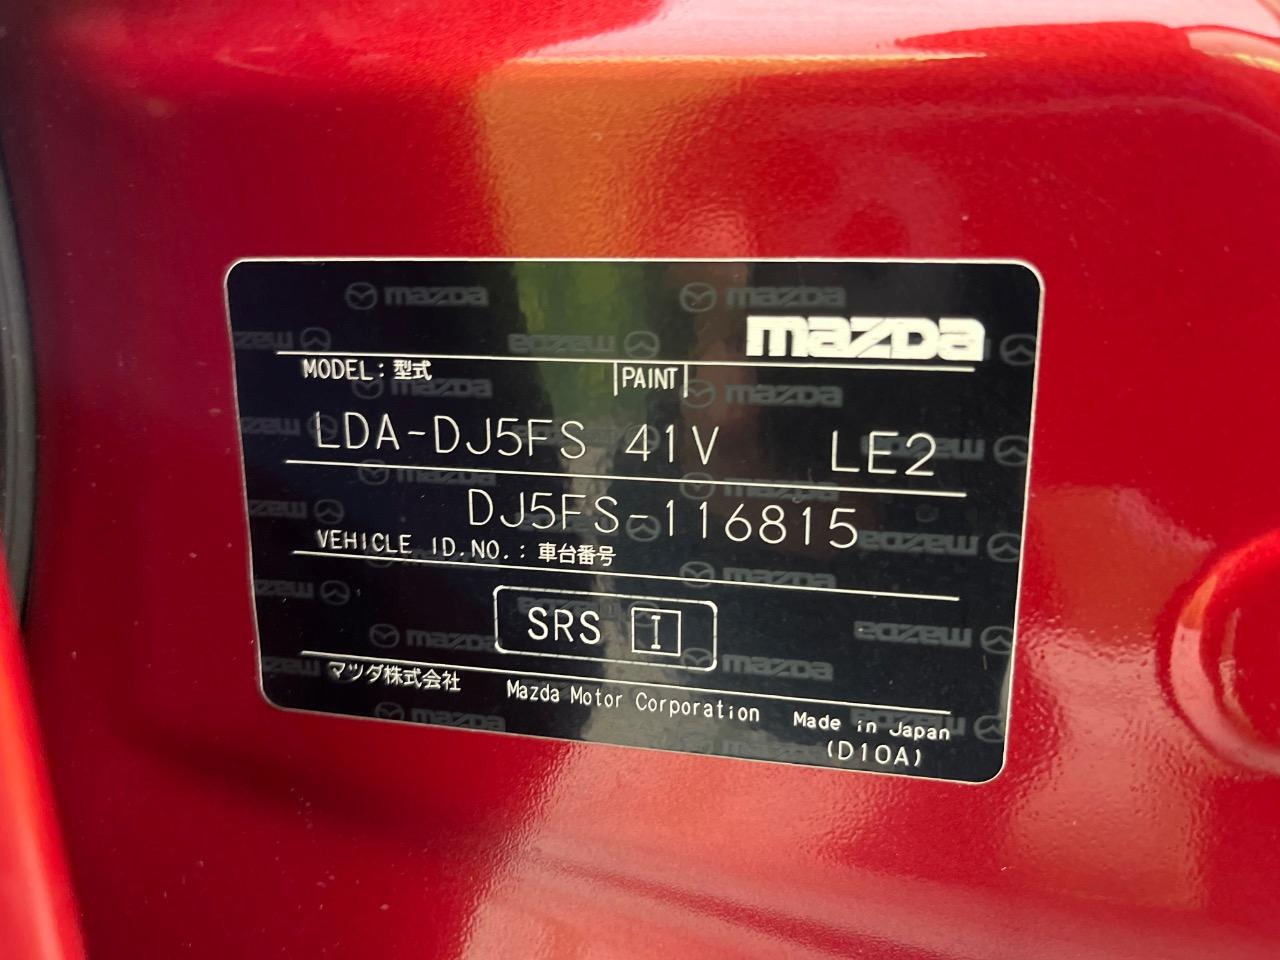 mazda
MODEL:型式 PAINT
LDA-DJ5FS 41V LE2
DJ5FS-116815
VEHICLE ID.NO.:車台番号
SRS I
マツダ株式会社 Mazda Motor Corporation Made in Japan
(D10A)